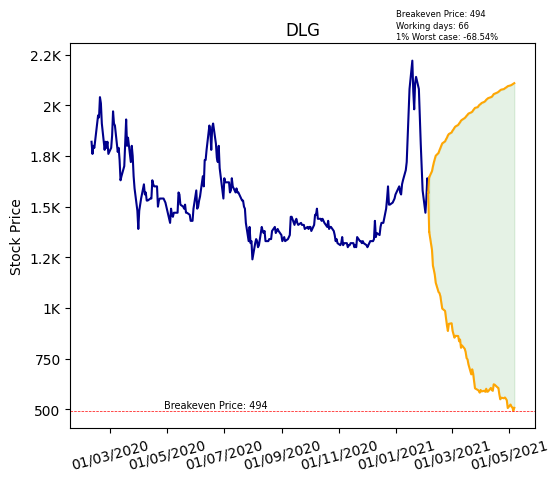 Breakeven Price: 494
Working days: 66
1% Worst case: -68.54%
DLG
Stock Price
2.2K
2K
1.8K
1.5K
1.2K
1K
750
500
Breakeven Price: 494
01/03/2020
01/05/2020
01/07/2020
01/09/2020
01/11/2020
01/01/2021
01/03/2021
01/05/2021